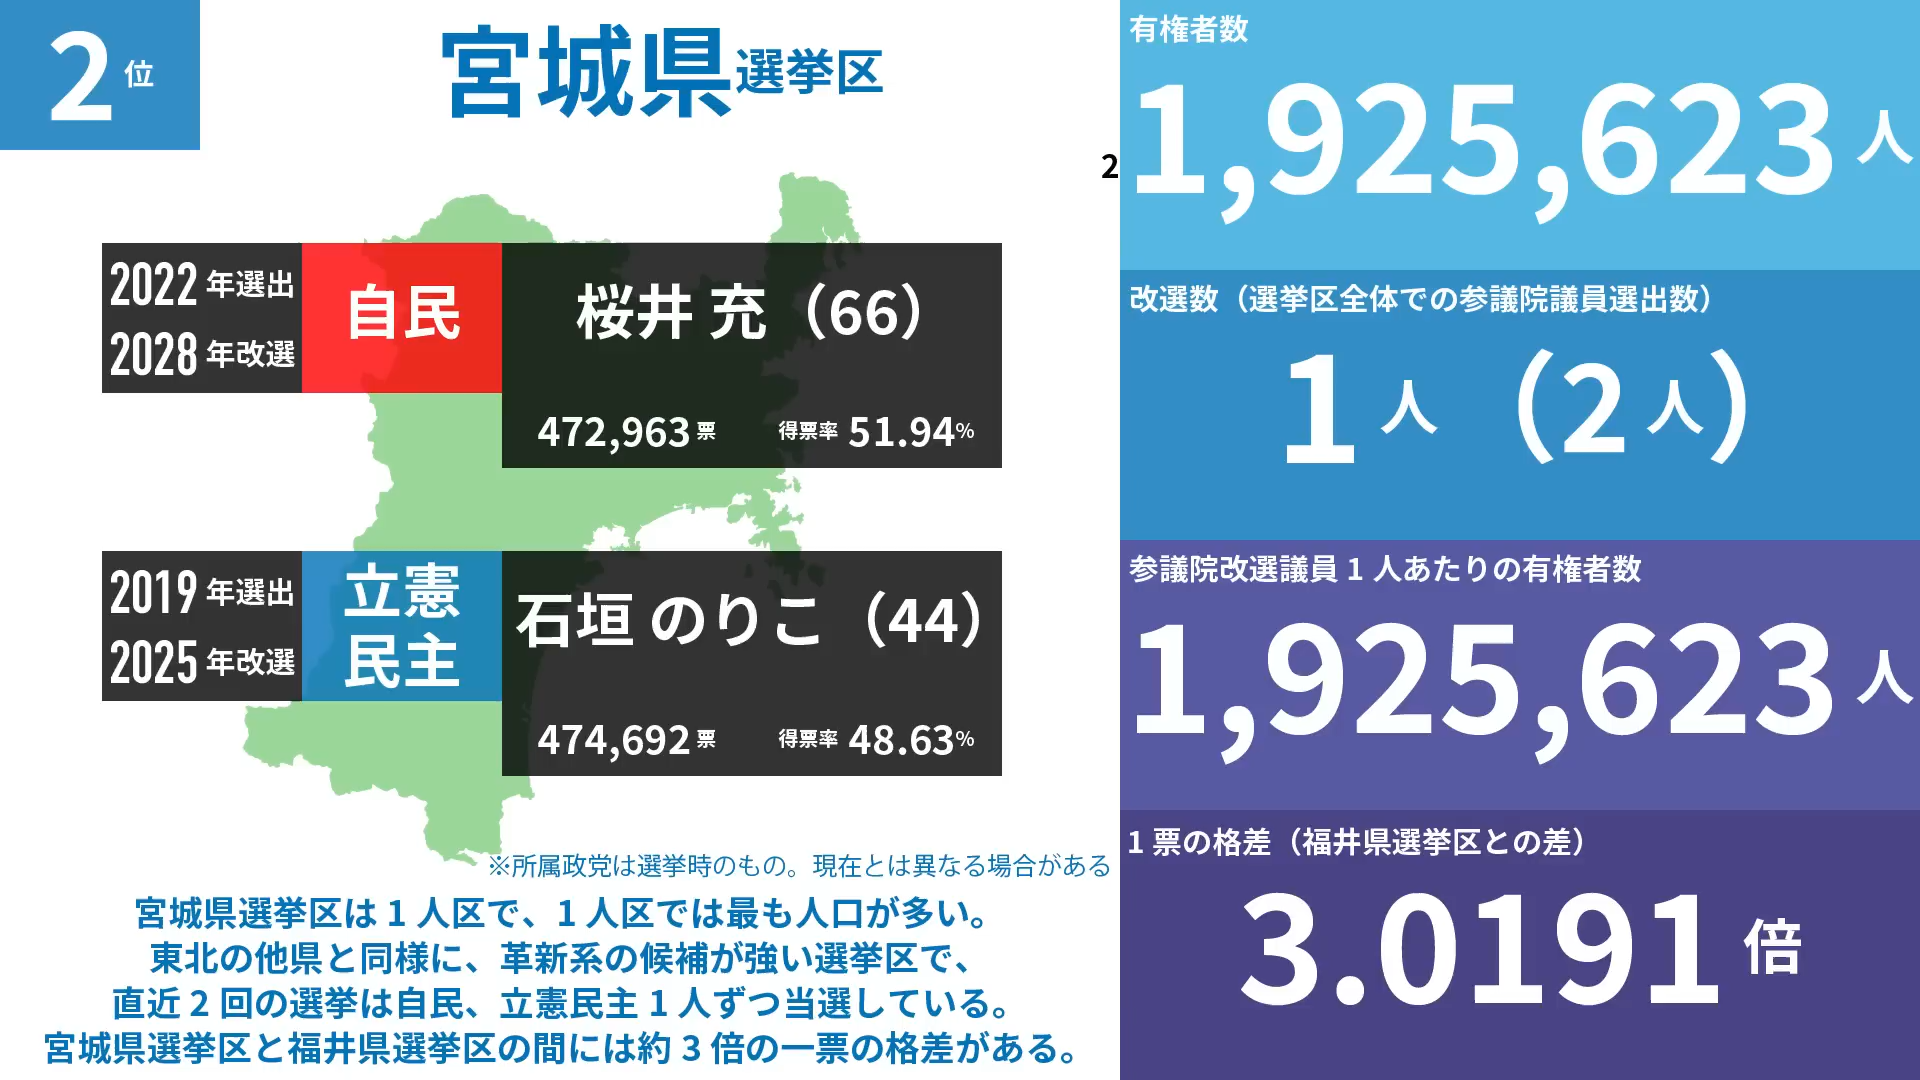 2位
宮城県選挙区
2022年選出
2028年改選
自民
桜井 充（66）
472,963票 得票率 51.94%
2019年選出
2025年改選
立憲
民主
石垣 のりこ（44）
474,692票 得票率 48.63%
※所属政党は選挙時のもの。現在とは異なる場合がある
宮城県選挙区は1人区で、1人区では最も人口が多い。
東北の他県と同様に、革新系の候補が強い選挙区で、
直近2回の選挙は自民、立憲民主1人ずつ当選している。
宮城県選挙区と福井県選挙区の間には約3倍の一票の格差がある。
有権者数
2
1,925,623人
改選数（選挙区全体での参議院議員選出数）
1人（2人）
参議院改選議員1人あたりの有権者数
1,925,623人
1票の格差（福井県選挙区との差）
3.0191倍